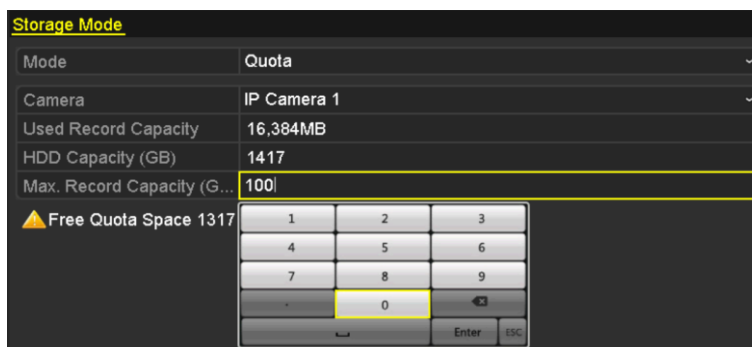 Storage Mode
Mode Quota
Camera IP Camera 1
Used Record Capacity 16,384MB
HDD Capacity (GB) 1417
Max. Record Capacity (G... 100
Free Quota Space 1317
1 2 3
4 5 6
7 8 9
. 0
Enter ESC